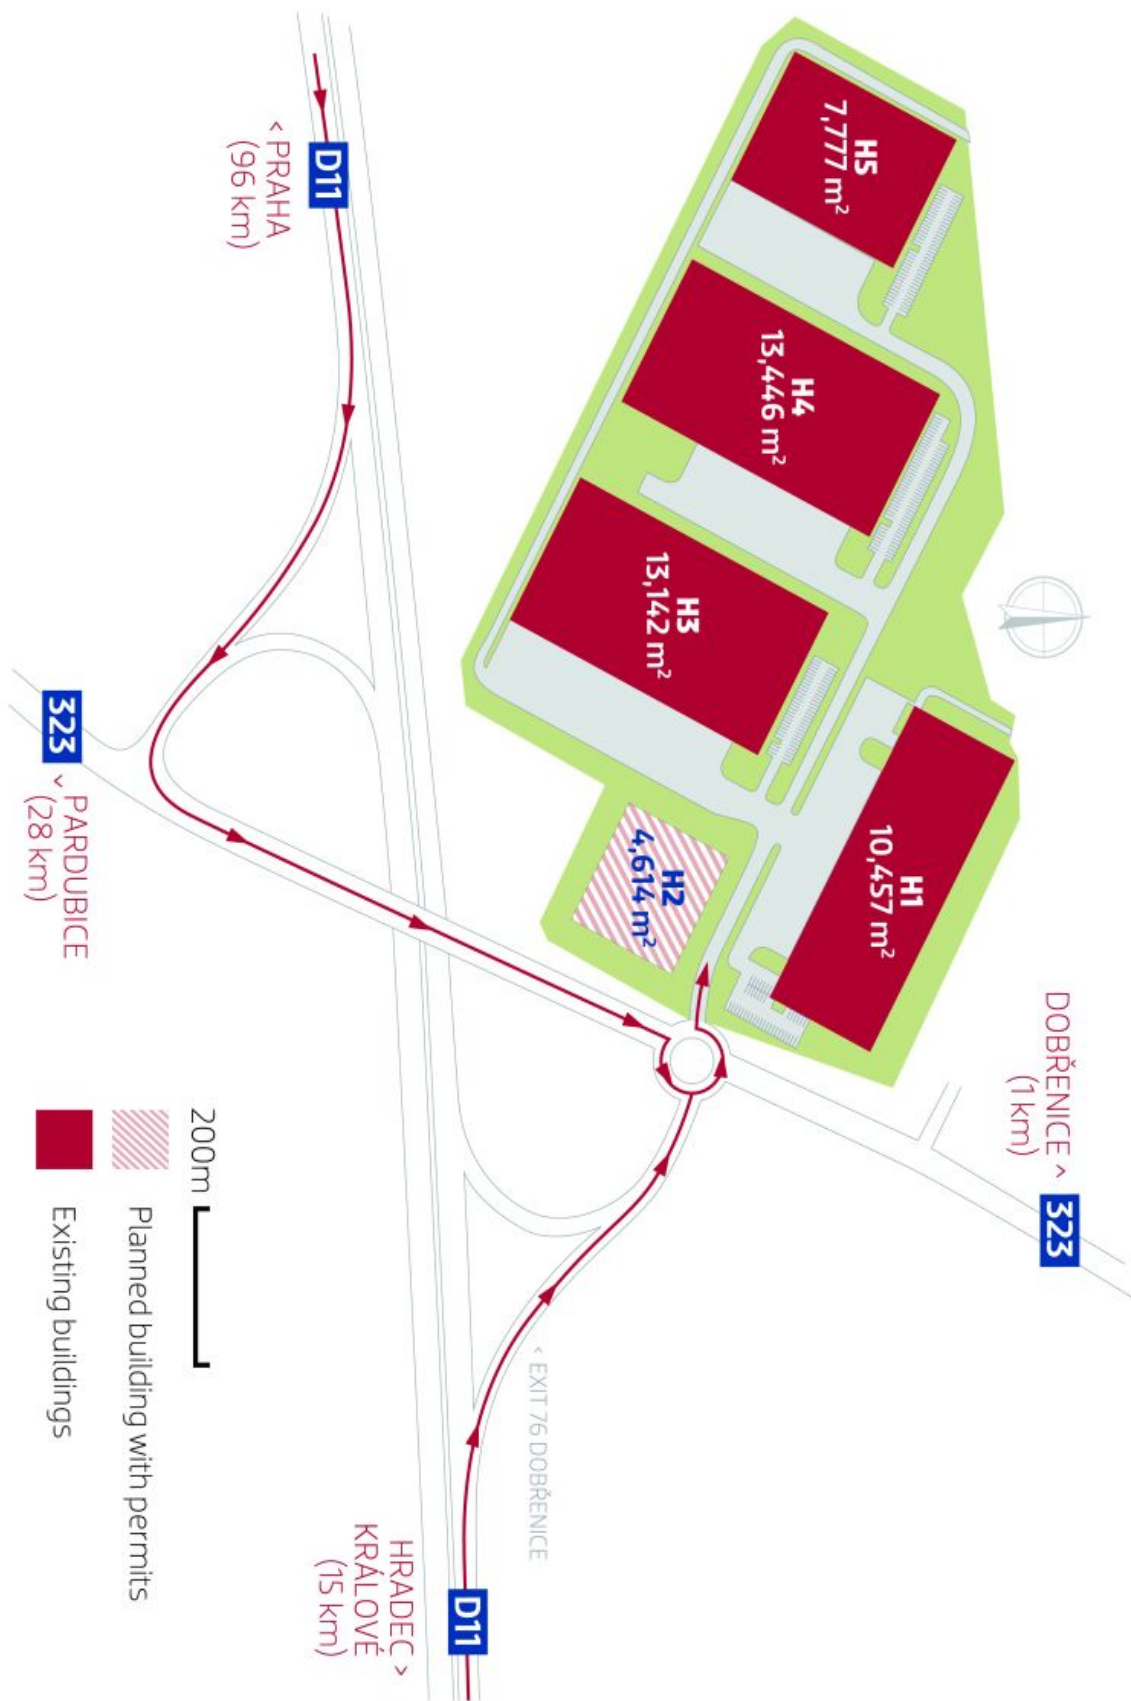 H5
7,777 m²
H4
13,446 m²
H3
13,142 m²
H1
10,457 m²
H2
4,614 m²
D11
< PRAHA
(96 km)
323
< PARDUBICE
(28 km)
DOBŘENICE >
(1 km)
323
< EXIT 76 DOBŘENICE
HRADEC >
KRÁLOVÉ
(15 km)
D11
200m
Planned building with permits
Existing buildings